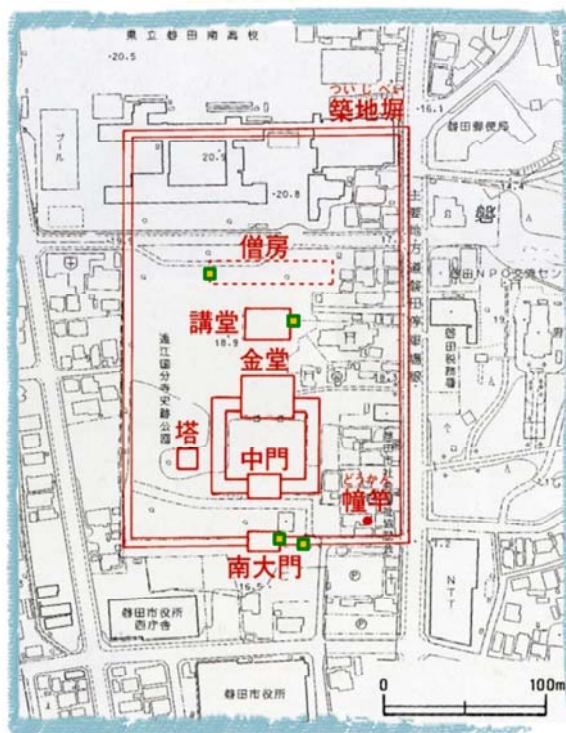 県立磐田南高校
·20.5
ついじべい
築地塀
·16.1
プール
20.9
磐田郵便局
·20.8
14.4
磐
主要地方道磐田停車場線
17.
僧房
磐田NPO交流セン
講堂
18.9
19
磐田税務署
金堂
遠江国分寺史跡公園
塔
中門
どうかん
幢竿
南大門
16.5
NTT
磐田市役所
西庁舎
磐田市役所
0
100m